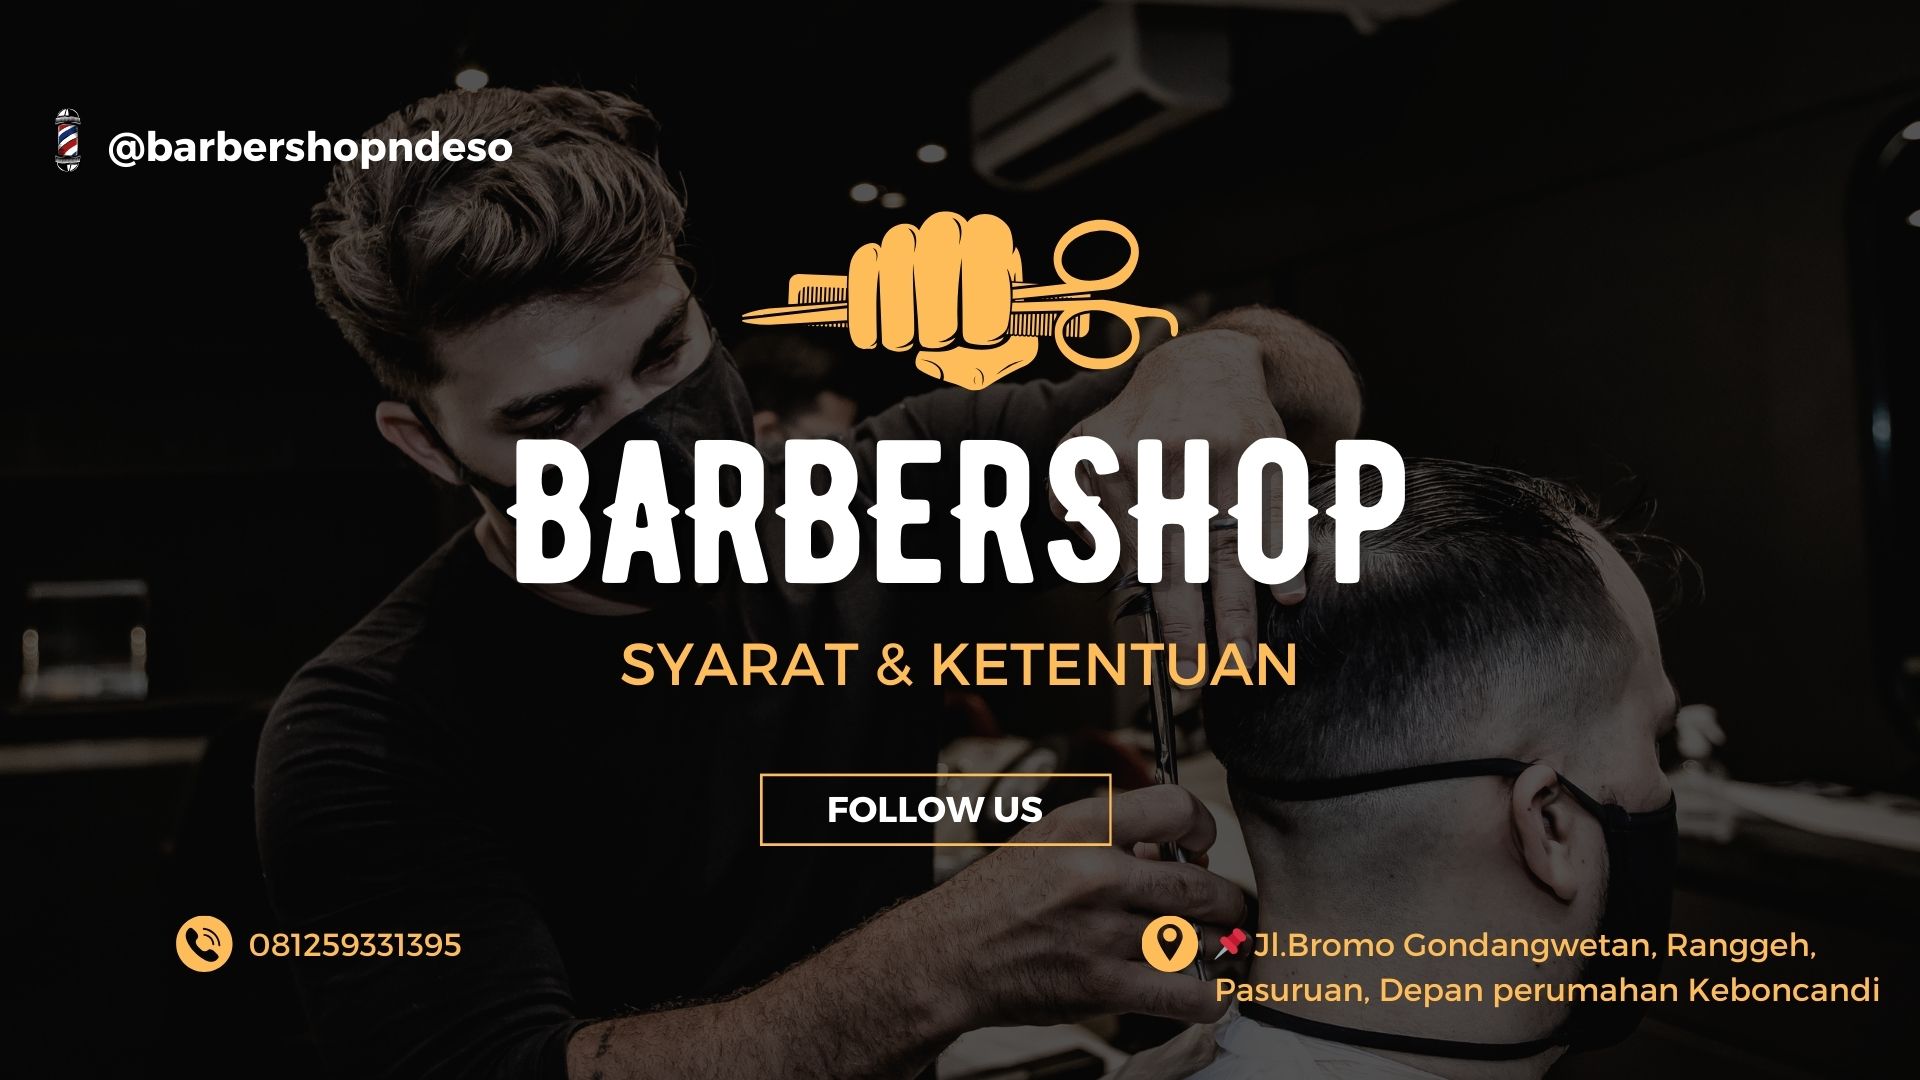 @barbershopndeso
BARBERSHOP
SYARAT & KETENTUAN
FOLLOW US
081259331395
📌Jl.Bromo Gondangwetan, Ranggeh,
Pasuruan, Depan perumahan Keboncandi